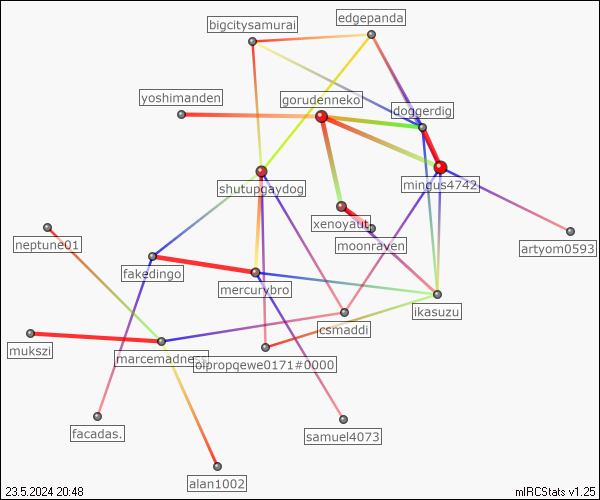 edgepanda
bigcitysamurai
yoshimanden
gorudenneko
doggerdig
shutupgaydog
mingus4742
xenoyaut
moonraven
neptune01
artyom0593
fakedingo
mercurybro
ikasuzu
csmaddi
mukszi
marcemadness
oipropqewe0171#0000
facadas.
samuel4073
alan1002
23.5.2024 20:48
mIRCStats v1.25